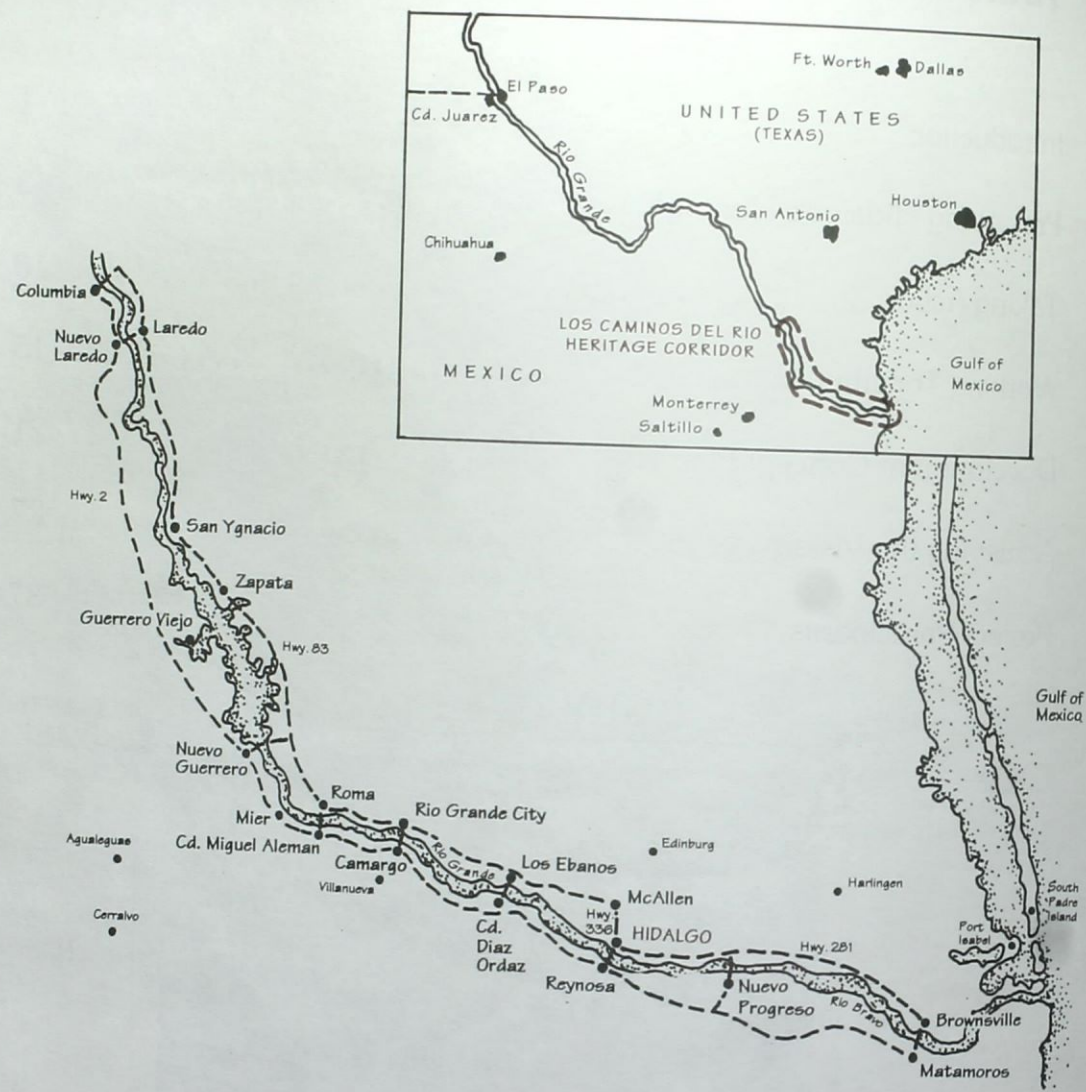 Ft. Worth
Dallas
El Paso
Cd. Juarez
UNITED STATES
(TEXAS)
Rio Grande
Houston
San Antonio
Chihuahua
LOS CAMINOS DEL RIO
HERITAGE CORRIDOR
Gulf of
Mexico
MEXICO
Monterrey
Saltillo
Columbia
Laredo
Nuevo
Laredo
Hwy. 2
San Ygnacio
Zapata
Guerrero Viejo
Hwy. 83
Gulf of
Mexico
Nuevo
Guerrero
Roma
Rio Grande City
Mier
Cd. Miguel Aleman
Agualeguas
Camargo
Rio Grande
Los Ebanos
Edinburg
Villanueva
McAllen
Harlingen
South
Padre
Island
Cerralvo
Hwy.
336
HIDALGO
Port
Isabel
Cd.
Diaz
Ordaz
Hwy. 281
Reynosa
Nuevo
Progreso
Rio Bravo
Brownsville
Matamoros